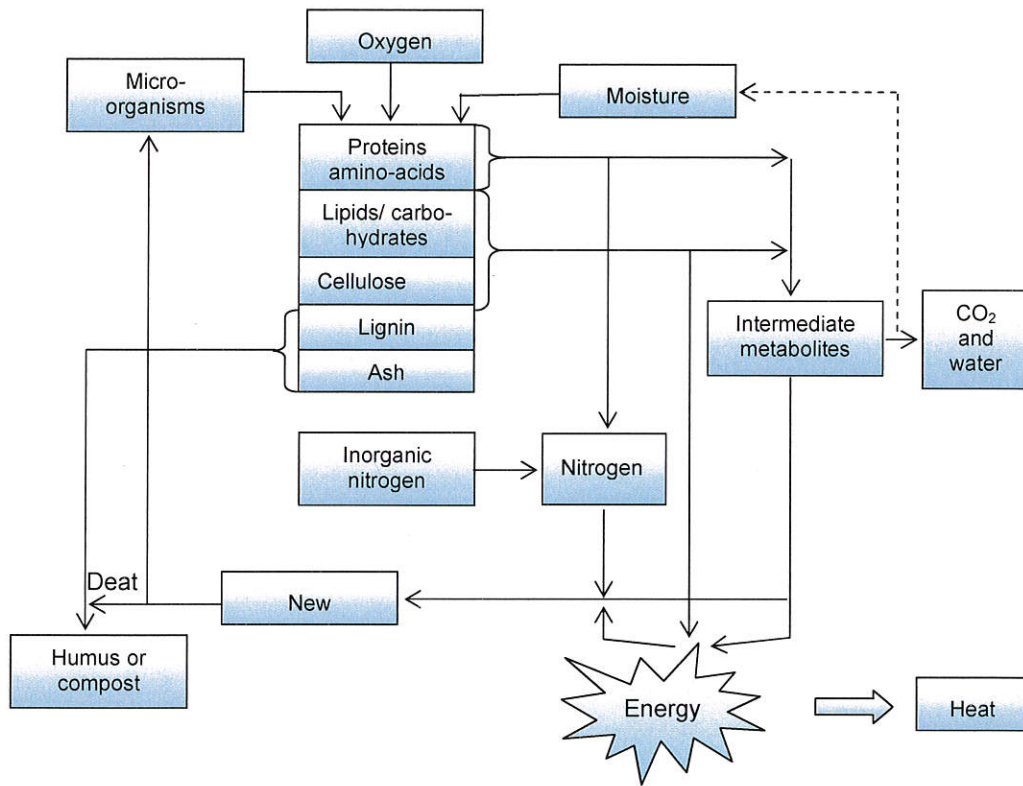 Oxygen
Micro-
organisms
Moisture
Proteins
amino-acids
Lipids/ carbo-
hydrates
Cellulose
Lignin
Ash
Intermediate
metabolites
CO₂
and
water
Inorganic
nitrogen
Nitrogen
Deat
New
Humus or
compost
Energy
Heat